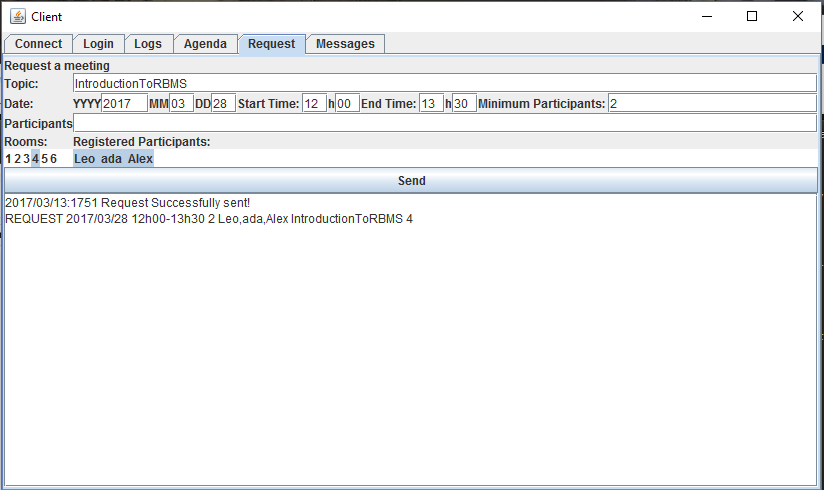 Client
Connect Login Logs Agenda Request Messages
Request a meeting
Topic: IntroductionToRBMS
Date: YYYY 2017 MM 03 DD 28 Start Time: 12 h 00 End Time: 13 h 30 Minimum Participants: 2
Participants
Rooms: Registered Participants:
1 2 3 4 5 6 Leo ada Alex
Send
2017/03/13:1751 Request Successfully sent!
REQUEST 2017/03/28 12h00-13h30 2 Leo,ada,Alex IntroductionToRBMS 4